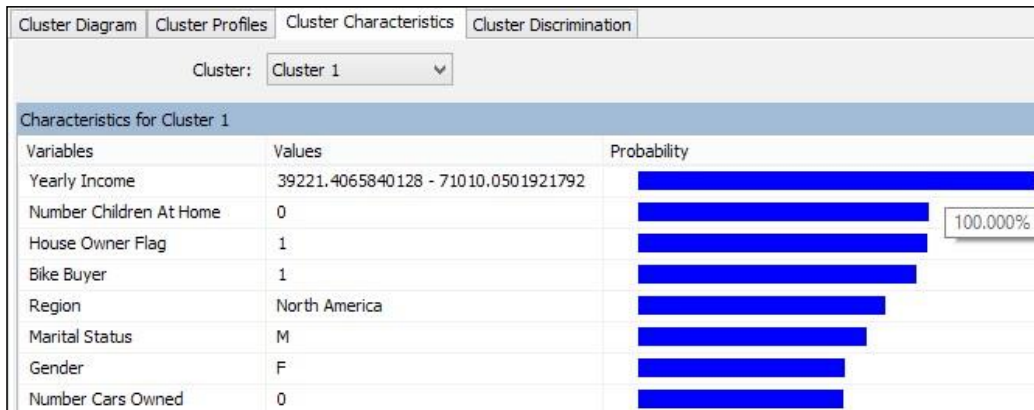 Cluster Diagram Cluster Profiles Cluster Characteristics Cluster Discrimination
Cluster: Cluster 1
Characteristics for Cluster 1
Variables Values Probability
Yearly Income 39221.4065840128 - 71010.0501921792
Number Children At Home 0
100.000%
House Owner Flag 1
Bike Buyer 1
Region North America
Marital Status M
Gender F
Number Cars Owned 0